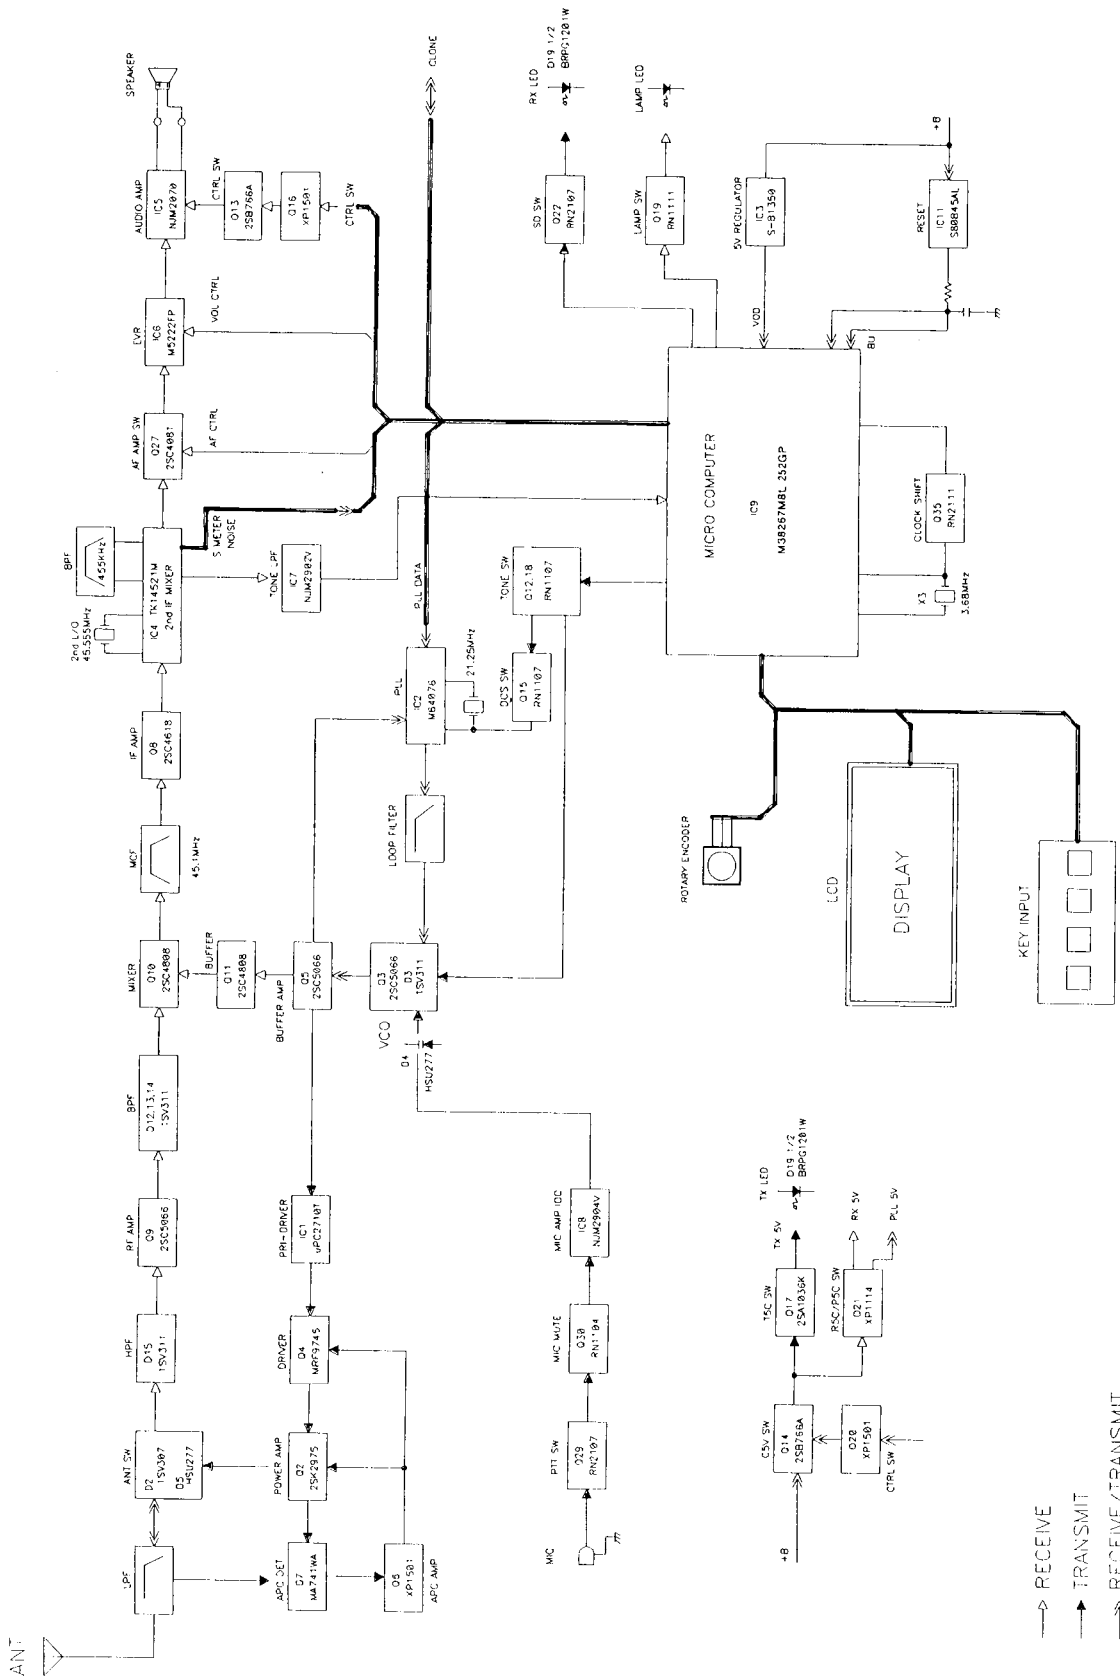 ANT
LPF
ANT SW
D2
1SV307
D5
HSU277
HPF
D15
1SV311
RF AMP
Q9
2SC5066
BPF
D12,13,14
1SV311
MIXER
Q10
2SC4808
MCF
45.1MHz
IF AMP
Q8
2SC4618
2nd L/O
45.555MHz
IC4 TK14521M
2nd IF MIXER
BPF
455KHz
AF AMP SW
Q27
2SC4081
EVR
IC6
M5222FP
AUDIO AMP
IC5
NJM2070
SPEAKER
CTRL SW
Q13
2SB766A
Q16
XP1501
CTRL SW
VOL CTRL
AF CTRL
S METER
NOISE
TONE LPF
IC7
NJM2902V
BUFFER
Q11
2SC4808
BUFFER AMP
Q5
2SC5066
VCO
Q3
2SC5066
D3
1SV311
D4
HSU277
LOOP FILTER
PLL
IC2
M64076
21.25MHz
PLL DATA
CLONE
DCS SW
Q15
RN1107
TONE SW
Q12,18
RN1107
APC DET
D7
MA741WA
POWER AMP
Q2
2SK2975
DRIVER
Q4
MRF9745
PRI-DRIVER
IC1
uPC2710T
Q6
XP1501
APC AMP
MIC
PTT SW
Q29
RN2107
MIC MUTE
Q30
RN1104
MIC AMP IDC
IC8
NJM2904V
MICRO COMPUTER
IC9
M38267M8L 252GP
SD SW
Q22
RN2107
RX LED
D19 1/2
BRPG1201W
LAMP SW
Q19
RN1111
LAMP LED
5V REGULATOR
IC3
S-81350
VDD
+B
RESET
IC11
S80845AL
BU
CLOCK SHIFT
Q35
RN2111
X3
3.68MHz
ROTARY ENCODER
LCD
DISPLAY
KEY INPUT
+B
C5V SW
Q14
2SB766A
Q20
XP1501
CTRL SW
T5C SW
Q17
2SA1036K
TX 5V
TX LED
D19 1/2
BRPG1201W
R5C/P5C SW
Q21
XP1114
RX 5V
PLL 5V
RECEIVE
TRANSMIT
RECEIVE/TRANSMIT